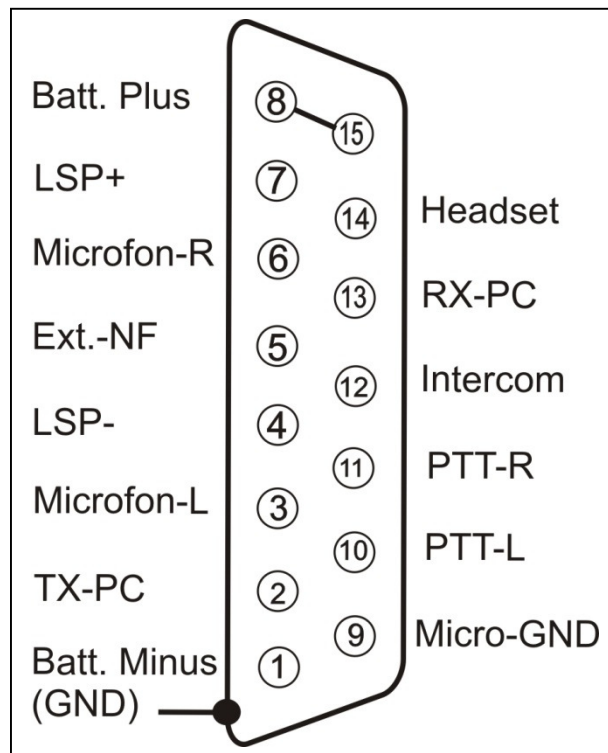 Batt. Plus
8
15
LSP+
7
14
Headset
Microfon-R
6
13
RX-PC
Ext.-NF
5
12
Intercom
LSP-
4
11
PTT-R
Microfon-L
3
10
PTT-L
TX-PC
2
9
Micro-GND
Batt. Minus
(GND)
1